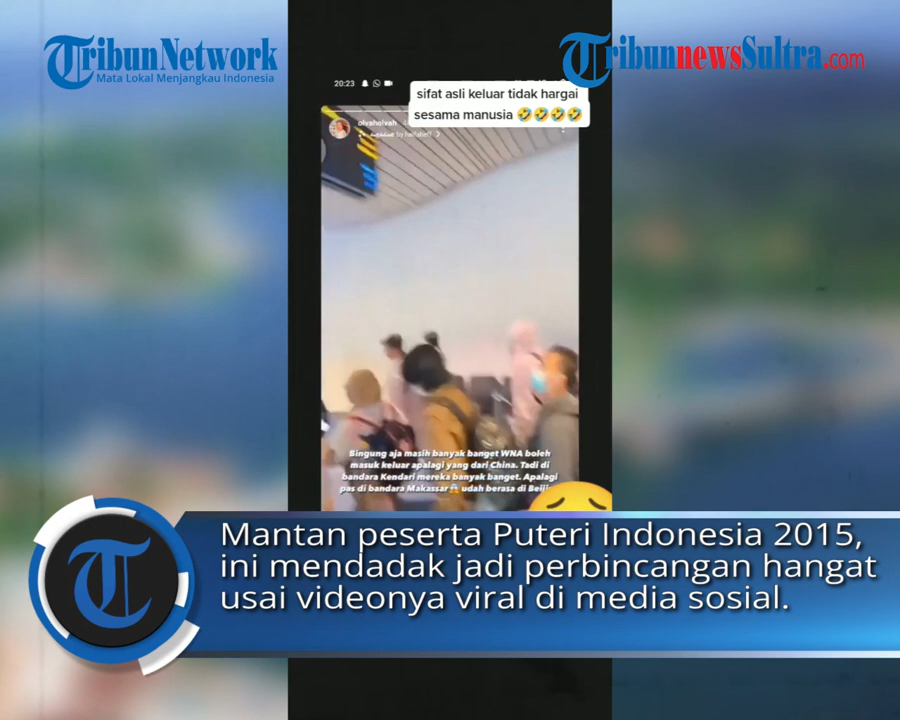 TribunNetwork
Mata Lokal Menjangkau Indonesia
TribunnewsSultra.com
20:23
sifat asli keluar tidak hargai
sesama manusia 🤣🤣🤣🤣
olyaholyah
by haifaheff >
Bingung aja masih banyak banget WNA boleh
masuk keluar apalagi yang dari China. Tadi di
bandara Kendari mereka banyak banget. Apalagi
pas di bandara Makassar udah berasa di
Mantan peserta Puteri Indonesia 2015,
ini mendadak jadi perbincangan hangat
usai videonya viral di media sosial.